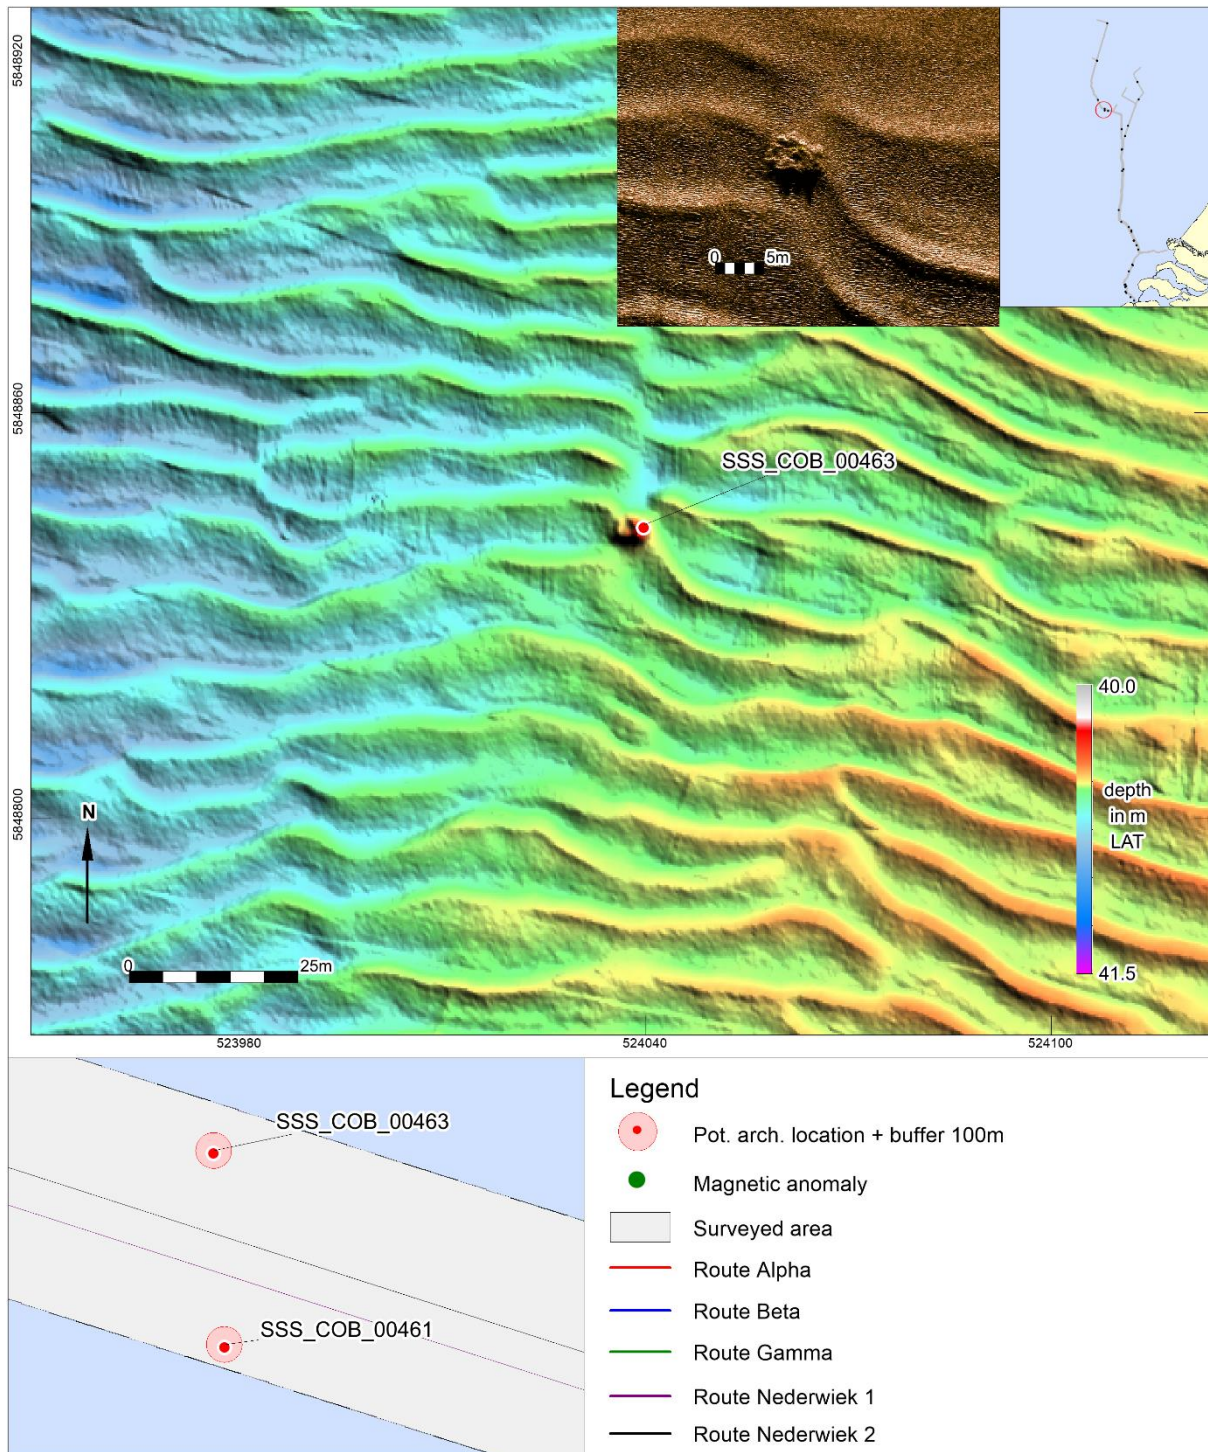 5848920
0 5m
5848860
SSS_COB_00463
40.0
depth
in m
LAT
41.5
5848800
N
0 25m
523980 524040 524100
SSS_COB_00463
SSS_COB_00461
Legend
Pot. arch. location + buffer 100m
Magnetic anomaly
Surveyed area
Route Alpha
Route Beta
Route Gamma
Route Nederwiek 1
Route Nederwiek 2